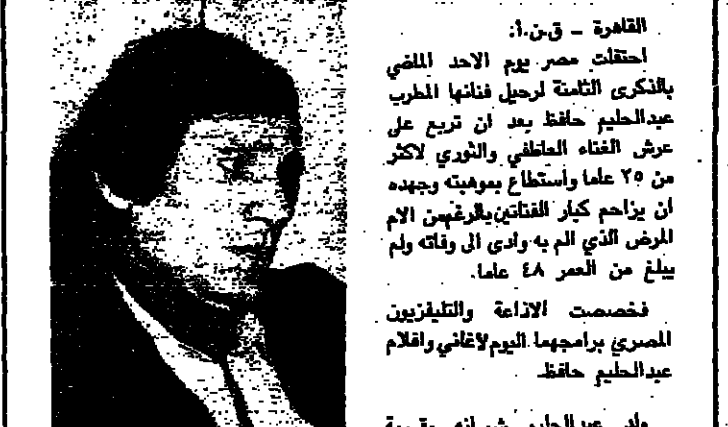 القاهرة - ق.ن.أ:
احتفلت مصر يوم الاحد الماضي
بالذكرى الثامنة لرحيل فنانها المطرب
عبدالحليم حافظ بعد ان تربع على
عرش الغناء العاطفي والثوري لاكثر
من ٢٥ عاما واستطاع بموهبته وجهده
ان يزاحم كبار الفنانين بالرغم من الام
المرض الذي الم به وادى الى وفاته ولم
يبلغ من العمر ٤٨ عاما.
فخصصت الاذاعة والتليفزيون
المصري برامجهما اليوم لاغاني وافلام
عبدالحليم حافظ.
ولد عبدالحليم